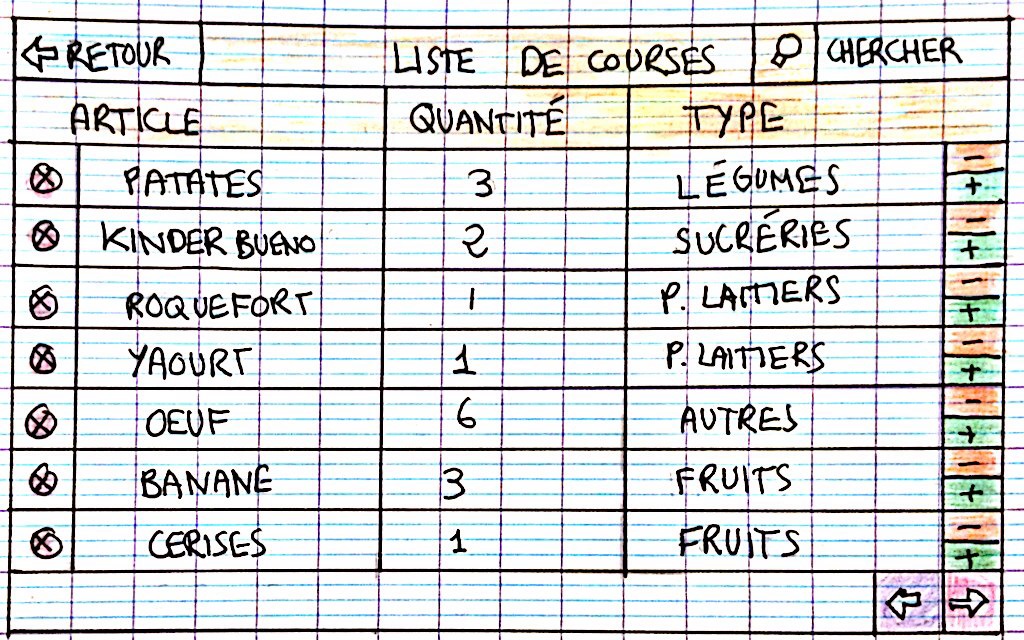 RETOUR LISTE DE COURSES CHERCHER
ARTICLE QUANTITÉ TYPE
PATATES 3 LÉGUMES - +
KINDER BUENO 2 SUCRÉRIES - +
ROQUEFORT 1 P. LAITIERS - +
YAOURT 1 P. LAITIERS - +
OEUF 6 AUTRES - +
BANANE 3 FRUITS - +
CERISES 1 FRUITS - +